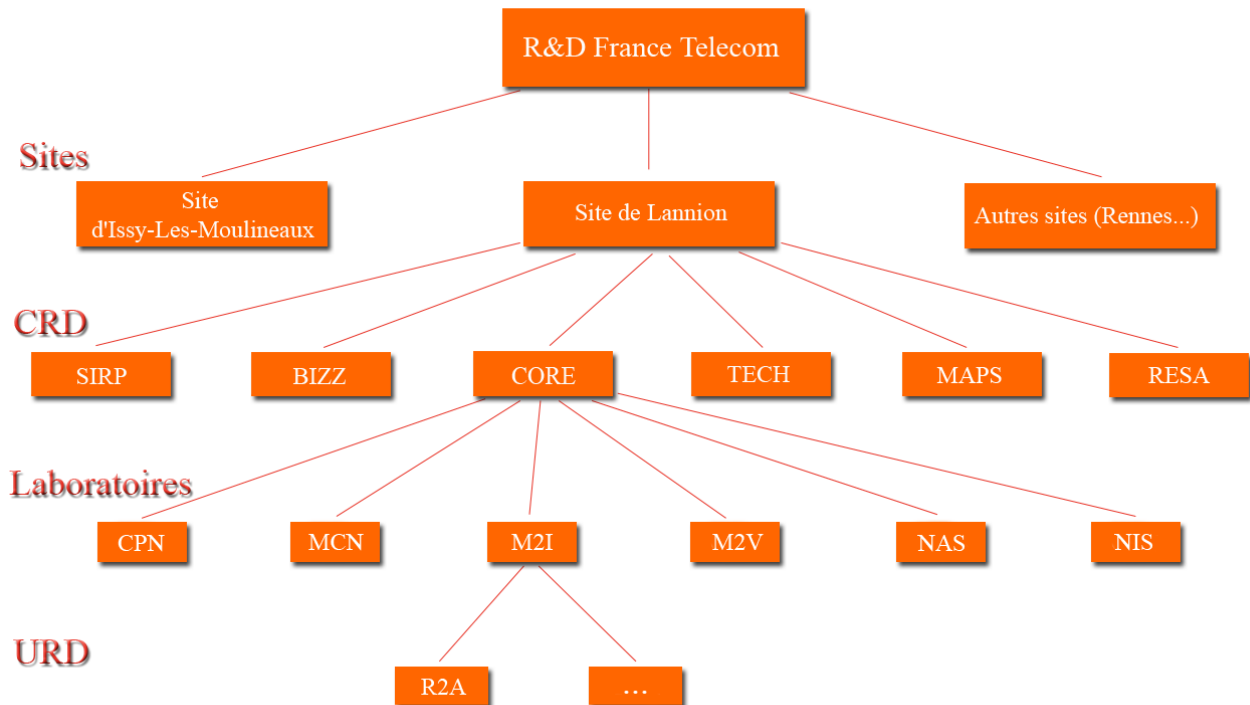 R&D France Telecom
Sites
Site
d'Issy-Les-Moulineaux
Site de Lannion
Autres sites (Rennes...)
CRD
SIRP
BIZZ
CORE
TECH
MAPS
RESA
Laboratoires
CPN
MCN
M2I
M2V
NAS
NIS
URD
R2A
...